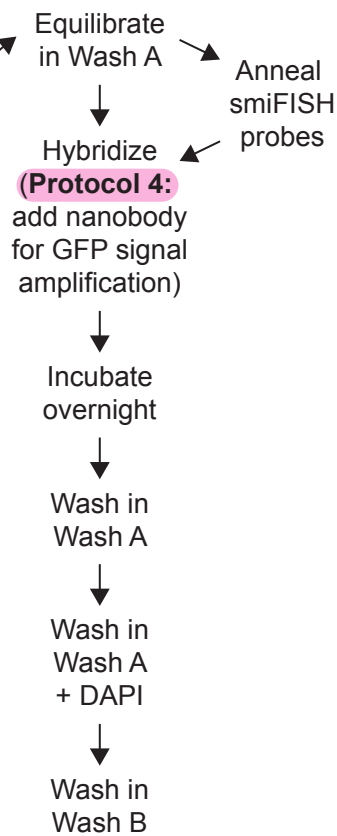 Equilibrate
in Wash A
Anneal
smiFISH
probes
Hybridize
(Protocol 4:
add nanobody
for GFP signal
amplification)
Incubate
overnight
Wash in
Wash A
Wash in
Wash A
+ DAPI
Wash in
Wash B